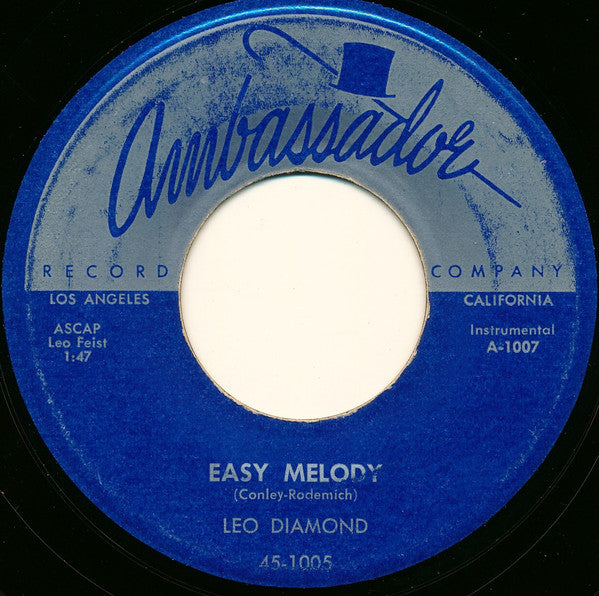 Ambassador
RECORD COMPANY
LOS ANGELES
CALIFORNIA
ASCAP
Leo Feist
1:47
Instrumental
A-1007
EASY MELODY
(Conley-Rodemich)
LEO DIAMOND
45-1005